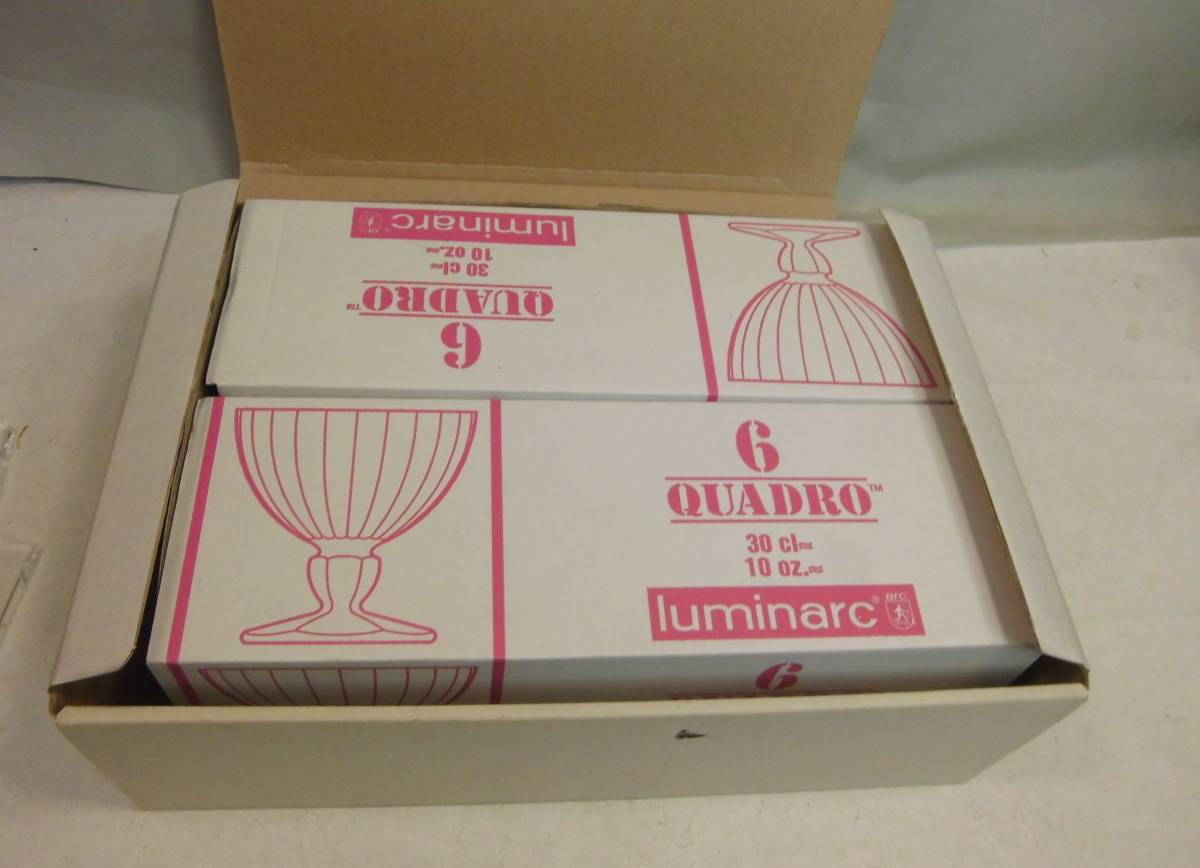 luminarc®
10 oz.≈
30 cl≈
QUADRO™
6
6
QUADRO™
30 cl≈
10 oz.≈
luminarc® arc
6